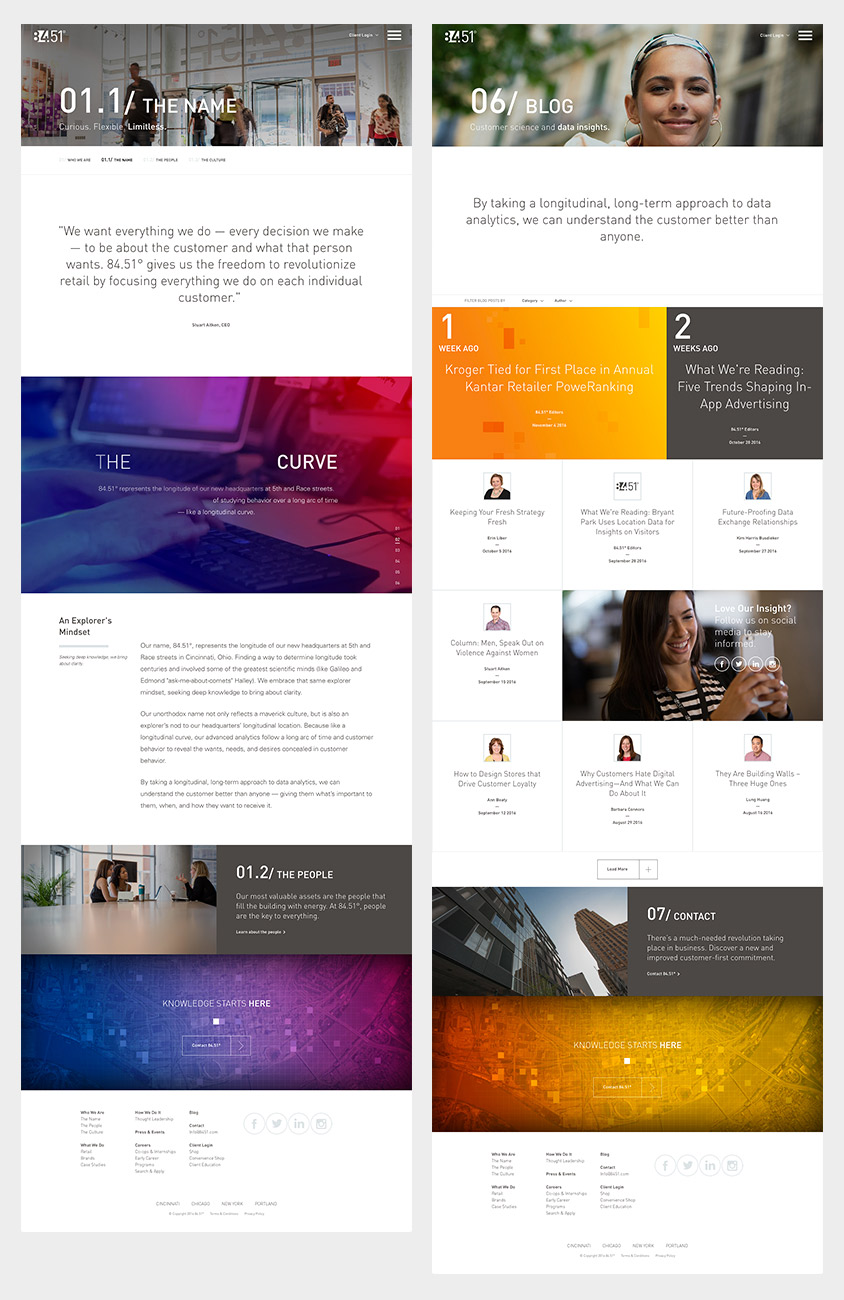 84.51°
Client Login
01.1/ THE NAME
Curious. Flexible. Limitless.
WHO WE ARE
01.1/ THE NAME
THE PEOPLE
THE CULTURE
"We want everything we do — every decision we make
— to be about the customer and what that person
wants. 84.51° gives us the freedom to revolutionize
retail by focusing everything we do on each individual
customer."
Stuart Aitken, CEO
THE CURVE
84.51° represents the longitude of our new headquarters at 5th and Race streets.
of studying behavior over a long arc of time
— like a longitudinal curve.
01
02
03
04
05
06
An Explorer's
Mindset
Seeking deep knowledge, we bring
about clarity.
Our name, 84.51°, represents the longitude of our new headquarters at 5th and
Race streets in Cincinnati, Ohio. Finding a way to determine longitude took
centuries and involved some of the greatest scientific minds (like Galileo and
Edmond "ask-me-about-comets" Halley). We embrace that same explorer
mindset, seeking deep knowledge to bring about clarity.
Our unorthodox name not only reflects a maverick culture, but is also an
explorer's nod to our headquarters' longitudinal location. Because like a
longitudinal curve, our advanced analytics follow a long arc of time and customer
behavior to reveal the wants, needs, and desires concealed in customer
behavior.
By taking a longitudinal, long-term approach to data analytics, we can
understand the customer better than anyone — giving them what's important to
them, when, and how they want to receive it.
01.2/ THE PEOPLE
Our most valuable assets are the people that
fill the building with energy. At 84.51°, people
are the key to everything.
Learn about the people
KNOWLEDGE STARTS HERE
Contact 84.51°
Who We Are
The Name
The People
The Culture
What We Do
Retail
Brands
Case Studies
How We Do It
Thought Leadership
Press & Events
Careers
Co-ops & Internships
Early Career
Programs
Search & Apply
Blog
Contact
Info@8451.com
Client Login
Shop
Convenience Shop
Client Education
CINCINNATI CHICAGO NEW YORK PORTLAND
© Copyright 2016 84.51° Terms & Conditions Privacy Policy
84.51°
Client Login
06/ BLOG
Customer science and data insights.
By taking a longitudinal, long-term approach to data
analytics, we can understand the customer better than
anyone.
FILTER BLOG POSTS BY Category Author
1
WEEK AGO
Kroger Tied for First Place in Annual
Kantar Retailer PoweRanking
84.51° Editors
—
November 4 2016
2
WEEKS AGO
What We're Reading:
Five Trends Shaping In-
App Advertising
84.51° Editors
—
October 28 2016
Keeping Your Fresh Strategy
Fresh
Erin Liber
—
October 5 2016
84.51°
What We're Reading: Bryant
Park Uses Location Data for
Insights on Visitors
84.51° Editors
—
September 28 2016
Future-Proofing Data
Exchange Relationships
Kim Harris Busdieker
—
September 27 2016
Column: Men, Speak Out on
Violence Against Women
Stuart Aitken
—
September 15 2016
Love Our Insight?
Follow us on social
media to stay
informed.
How to Design Stores that
Drive Customer Loyalty
Ann Beaty
—
September 12 2016
Why Customers Hate Digital
Advertising—And What We Can
Do About It
Barbara Connors
—
August 29 2016
They Are Building Walls –
Three Huge Ones
Lung Huang
—
August 16 2016
Load More
07/ CONTACT
There's a much-needed revolution taking
place in business. Discover a new and
improved customer-first commitment.
Contact 84.51°
KNOWLEDGE STARTS HERE
Contact 84.51°
Who We Are
The Name
The People
The Culture
What We Do
Retail
Brands
Case Studies
How We Do It
Thought Leadership
Press & Events
Careers
Co-ops & Internships
Early Career
Programs
Search & Apply
Blog
Contact
Info@8451.com
Client Login
Shop
Convenience Shop
Client Education
CINCINNATI CHICAGO NEW YORK PORTLAND
© Copyright 2016 84.51° Terms & Conditions Privacy Policy